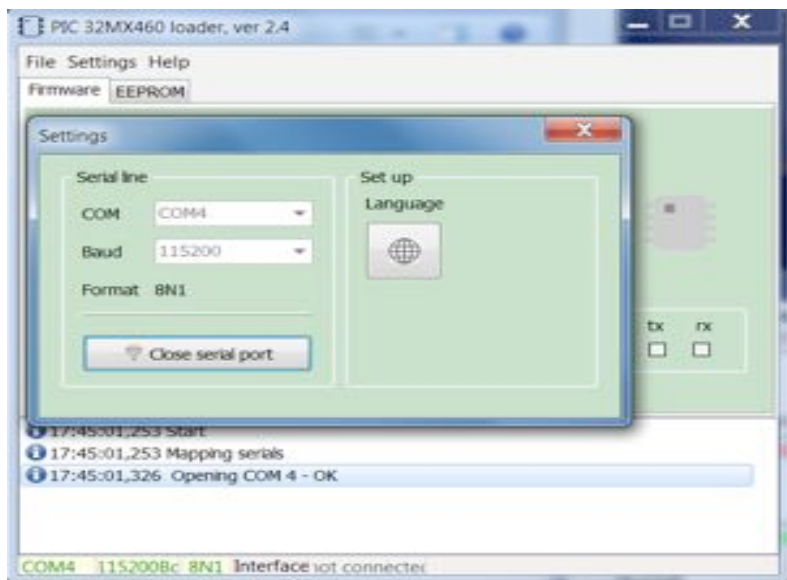 PIC 32MX460 loader, ver 2.4
File Settings Help
Firmware EEPROM
Settings
Serial line
COM COM4
Baud 115200
Format 8N1
Close serial port
Set up
Language
tx rx
17:45:01,253 Start
17:45:01,253 Mapping serials
17:45:01,326 Opening COM 4 - OK
COM4 115200Bc 8N1 Interface not connected